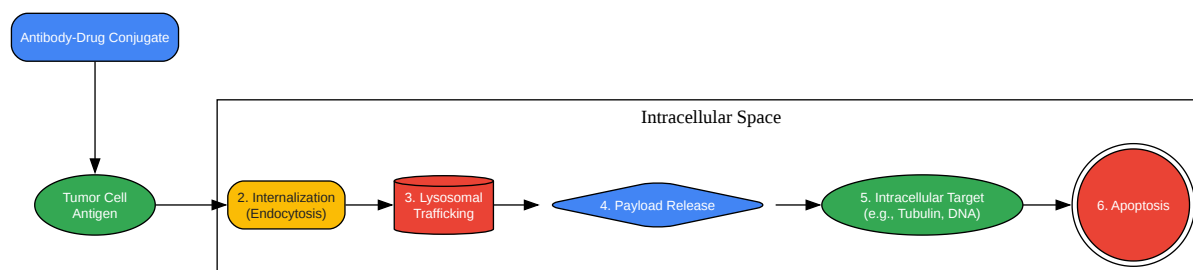 Antibody-Drug Conjugate
Intracellular Space
Tumor Cell
Antigen
2. Internalization
(Endocytosis)
3. Lysosomal
Trafficking
4. Payload Release
5. Intracellular Target
(e.g., Tubulin, DNA)
6. Apoptosis